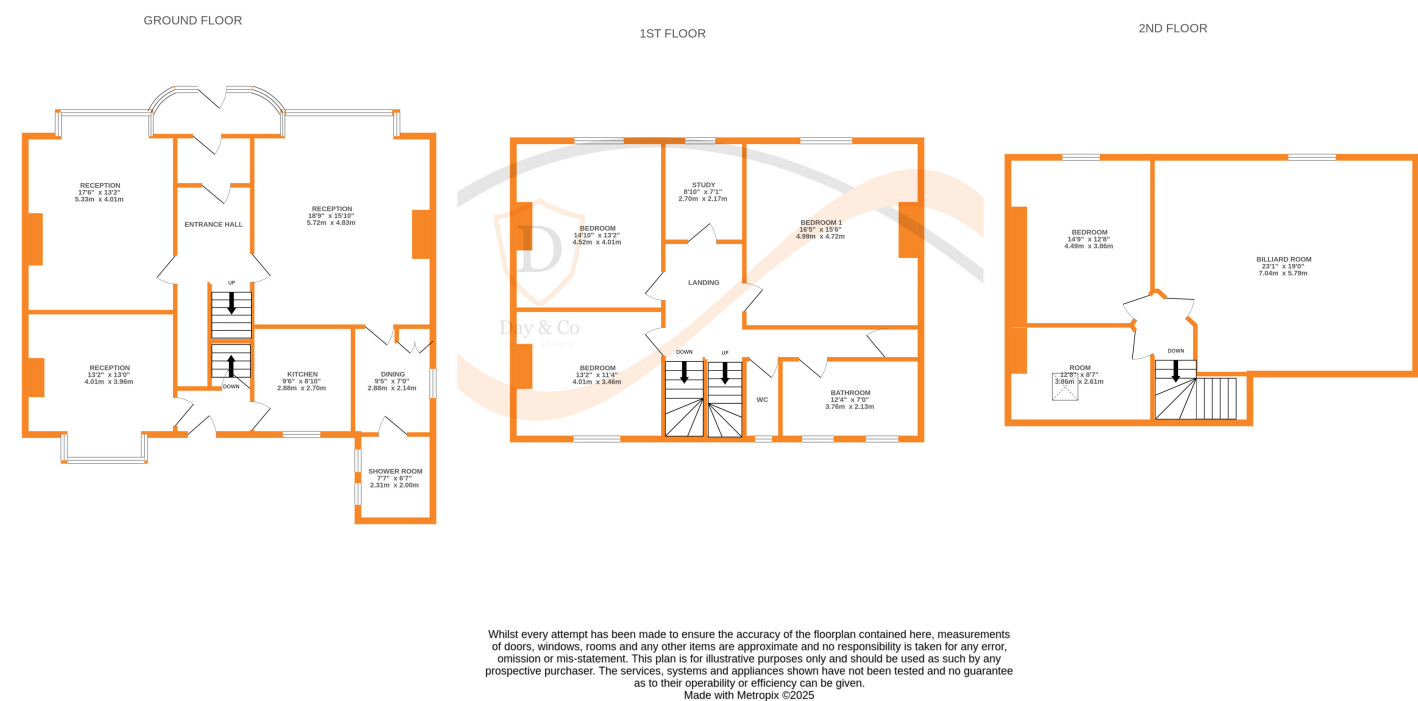 GROUND FLOOR
RECEPTION
17'6" x 13'2"
5.33m x 4.01m
RECEPTION
18'9" x 15'10"
5.72m x 4.83m
ENTRANCE HALL
UP
RECEPTION
13'2" x 13'0"
4.01m x 3.96m
DOWN
KITCHEN
9'6" x 8'10"
2.88m x 2.70m
DINING
9'5" x 7'0"
2.88m x 2.14m
SHOWER ROOM
7'7" x 6'7"
2.31m x 2.00m
1ST FLOOR
STUDY
8'10" x 7'1"
2.70m x 2.17m
BEDROOM
14'10" x 13'2"
4.52m x 4.01m
BEDROOM 1
16'5" x 15'6"
4.99m x 4.72m
LANDING
D
Day & Co
DOWN
UP
BEDROOM
13'2" x 11'4"
4.01m x 3.46m
WC
BATHROOM
12'4" x 7'0"
3.76m x 2.13m
2ND FLOOR
BEDROOM
14'9" x 12'8"
4.49m x 3.86m
BILLIARD ROOM
23'1" x 19'0"
7.04m x 5.79m
DOWN
ROOM
12'8" x 8'7"
3.86m x 2.61m
Whilst every attempt has been made to ensure the accuracy of the floorplan contained here, measurements
of doors, windows, rooms and any other items are approximate and no responsibility is taken for any error,
omission or mis-statement. This plan is for illustrative purposes only and should be used as such by any
prospective purchaser. The services, systems and appliances shown have not been tested and no guarantee
as to their operability or efficiency can be given.
Made with Metropix ©2025